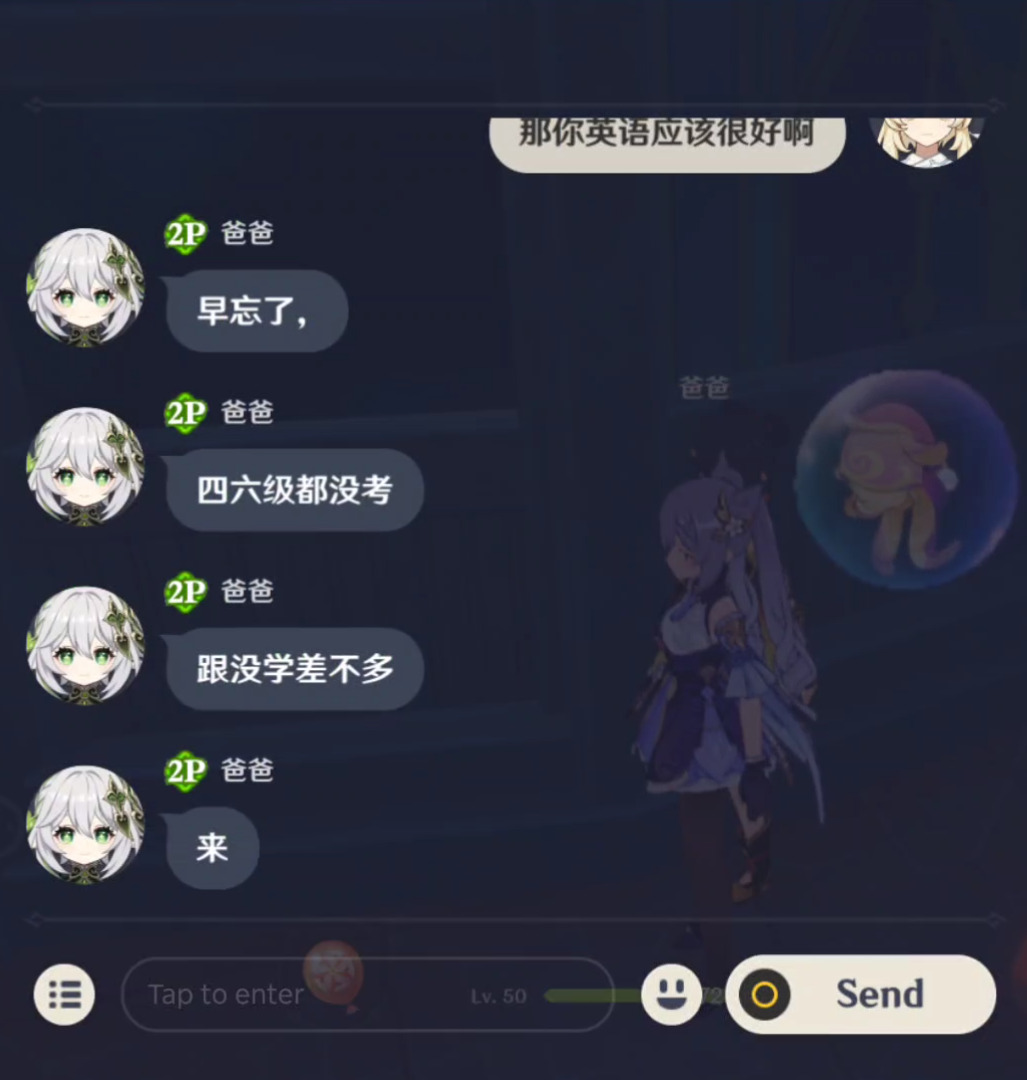 那你英语应该很好啊
2P 爸爸
早忘了,
2P 爸爸
四六级都没考
爸爸
2P 爸爸
跟没学差不多
2P 爸爸
来
Tap to enter
Lv. 50
Send